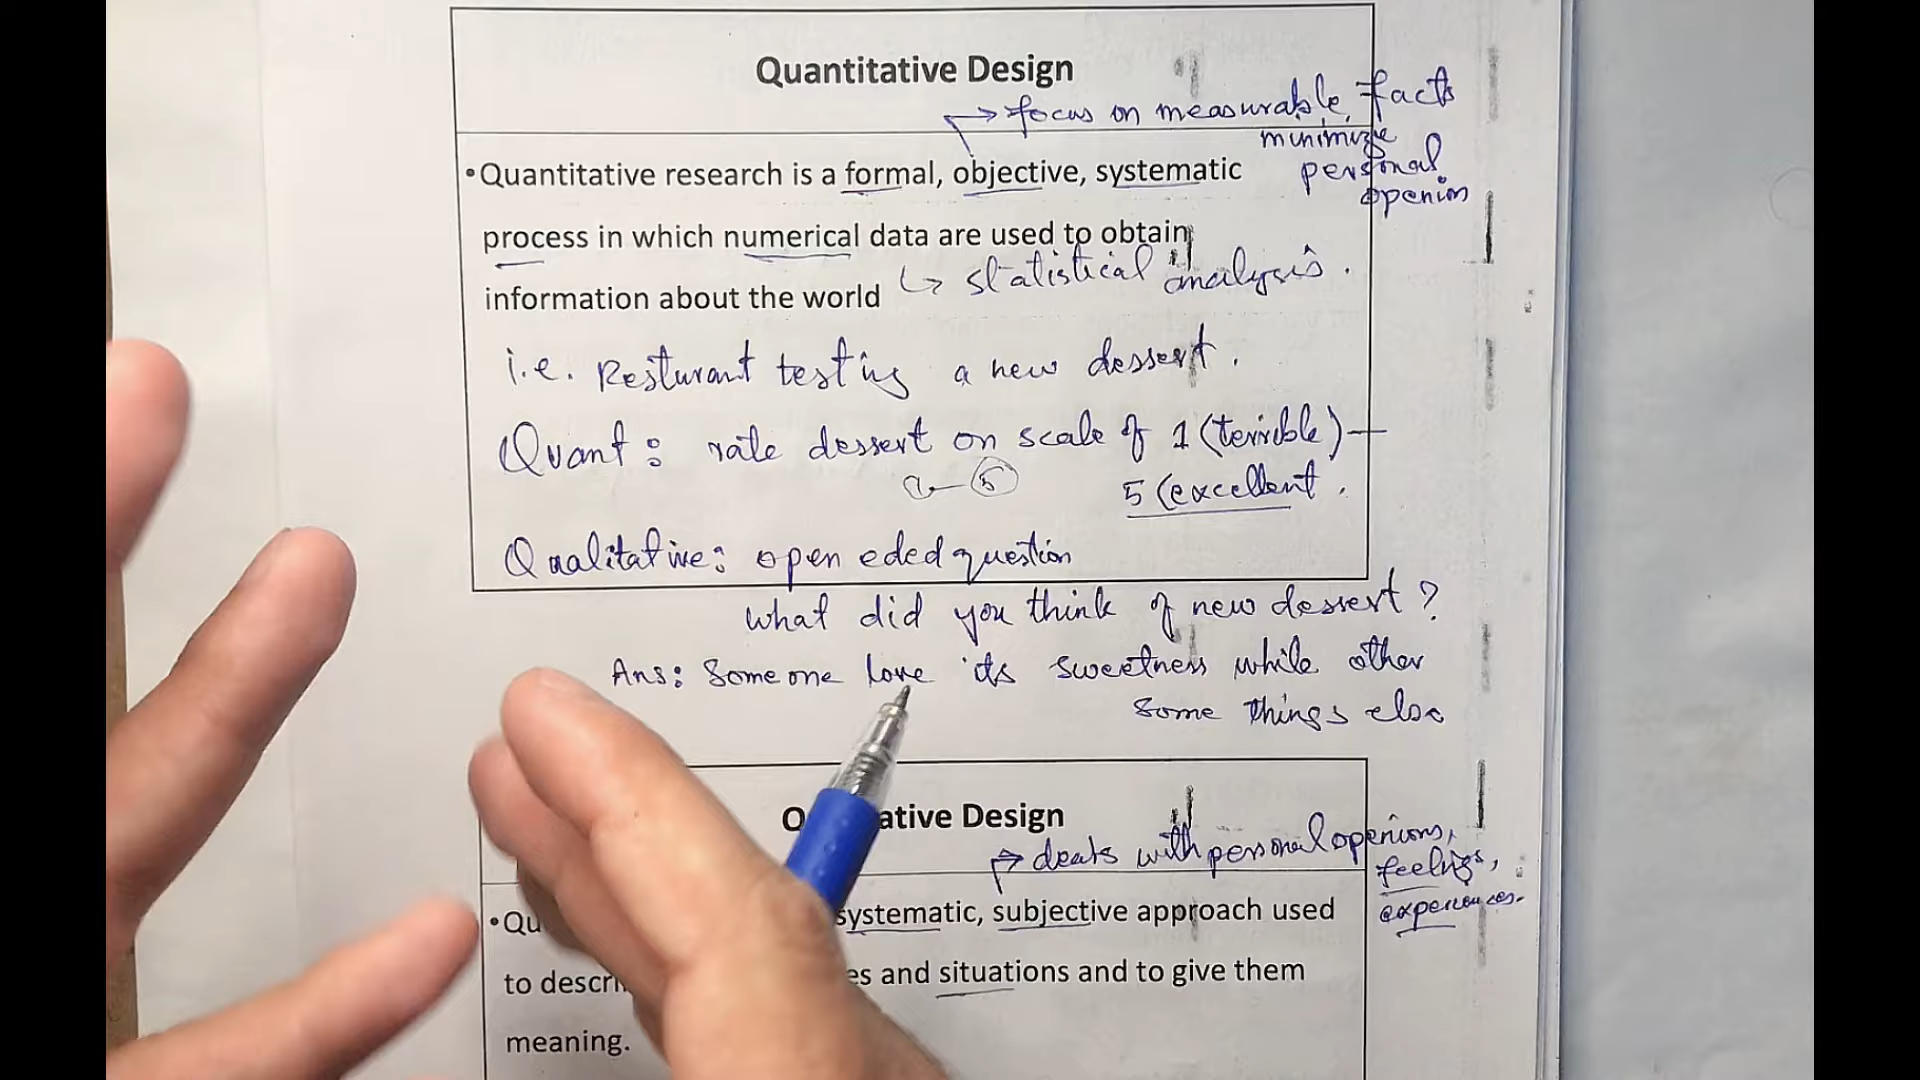 Quantitative Design
→ focus on measurable facts
minimize
personal
openion
•Quantitative research is a formal, objective, systematic
process in which numerical data are used to obtain
↳ statistical analysis.
information about the world
i.e. Resturant testing a new dessert.
Quant: rate dessert on scale of 1 (terrible) —
5 (excellent.
5
Qualitative: open eded question
what did you think of new dessert?
Ans: Someone love its sweetness while other
some things else
ative Design
→ deals with personal openions,
feelings,
experiences.
•Qu systematic, subjective approach used
to descri es and situations and to give them
meaning.